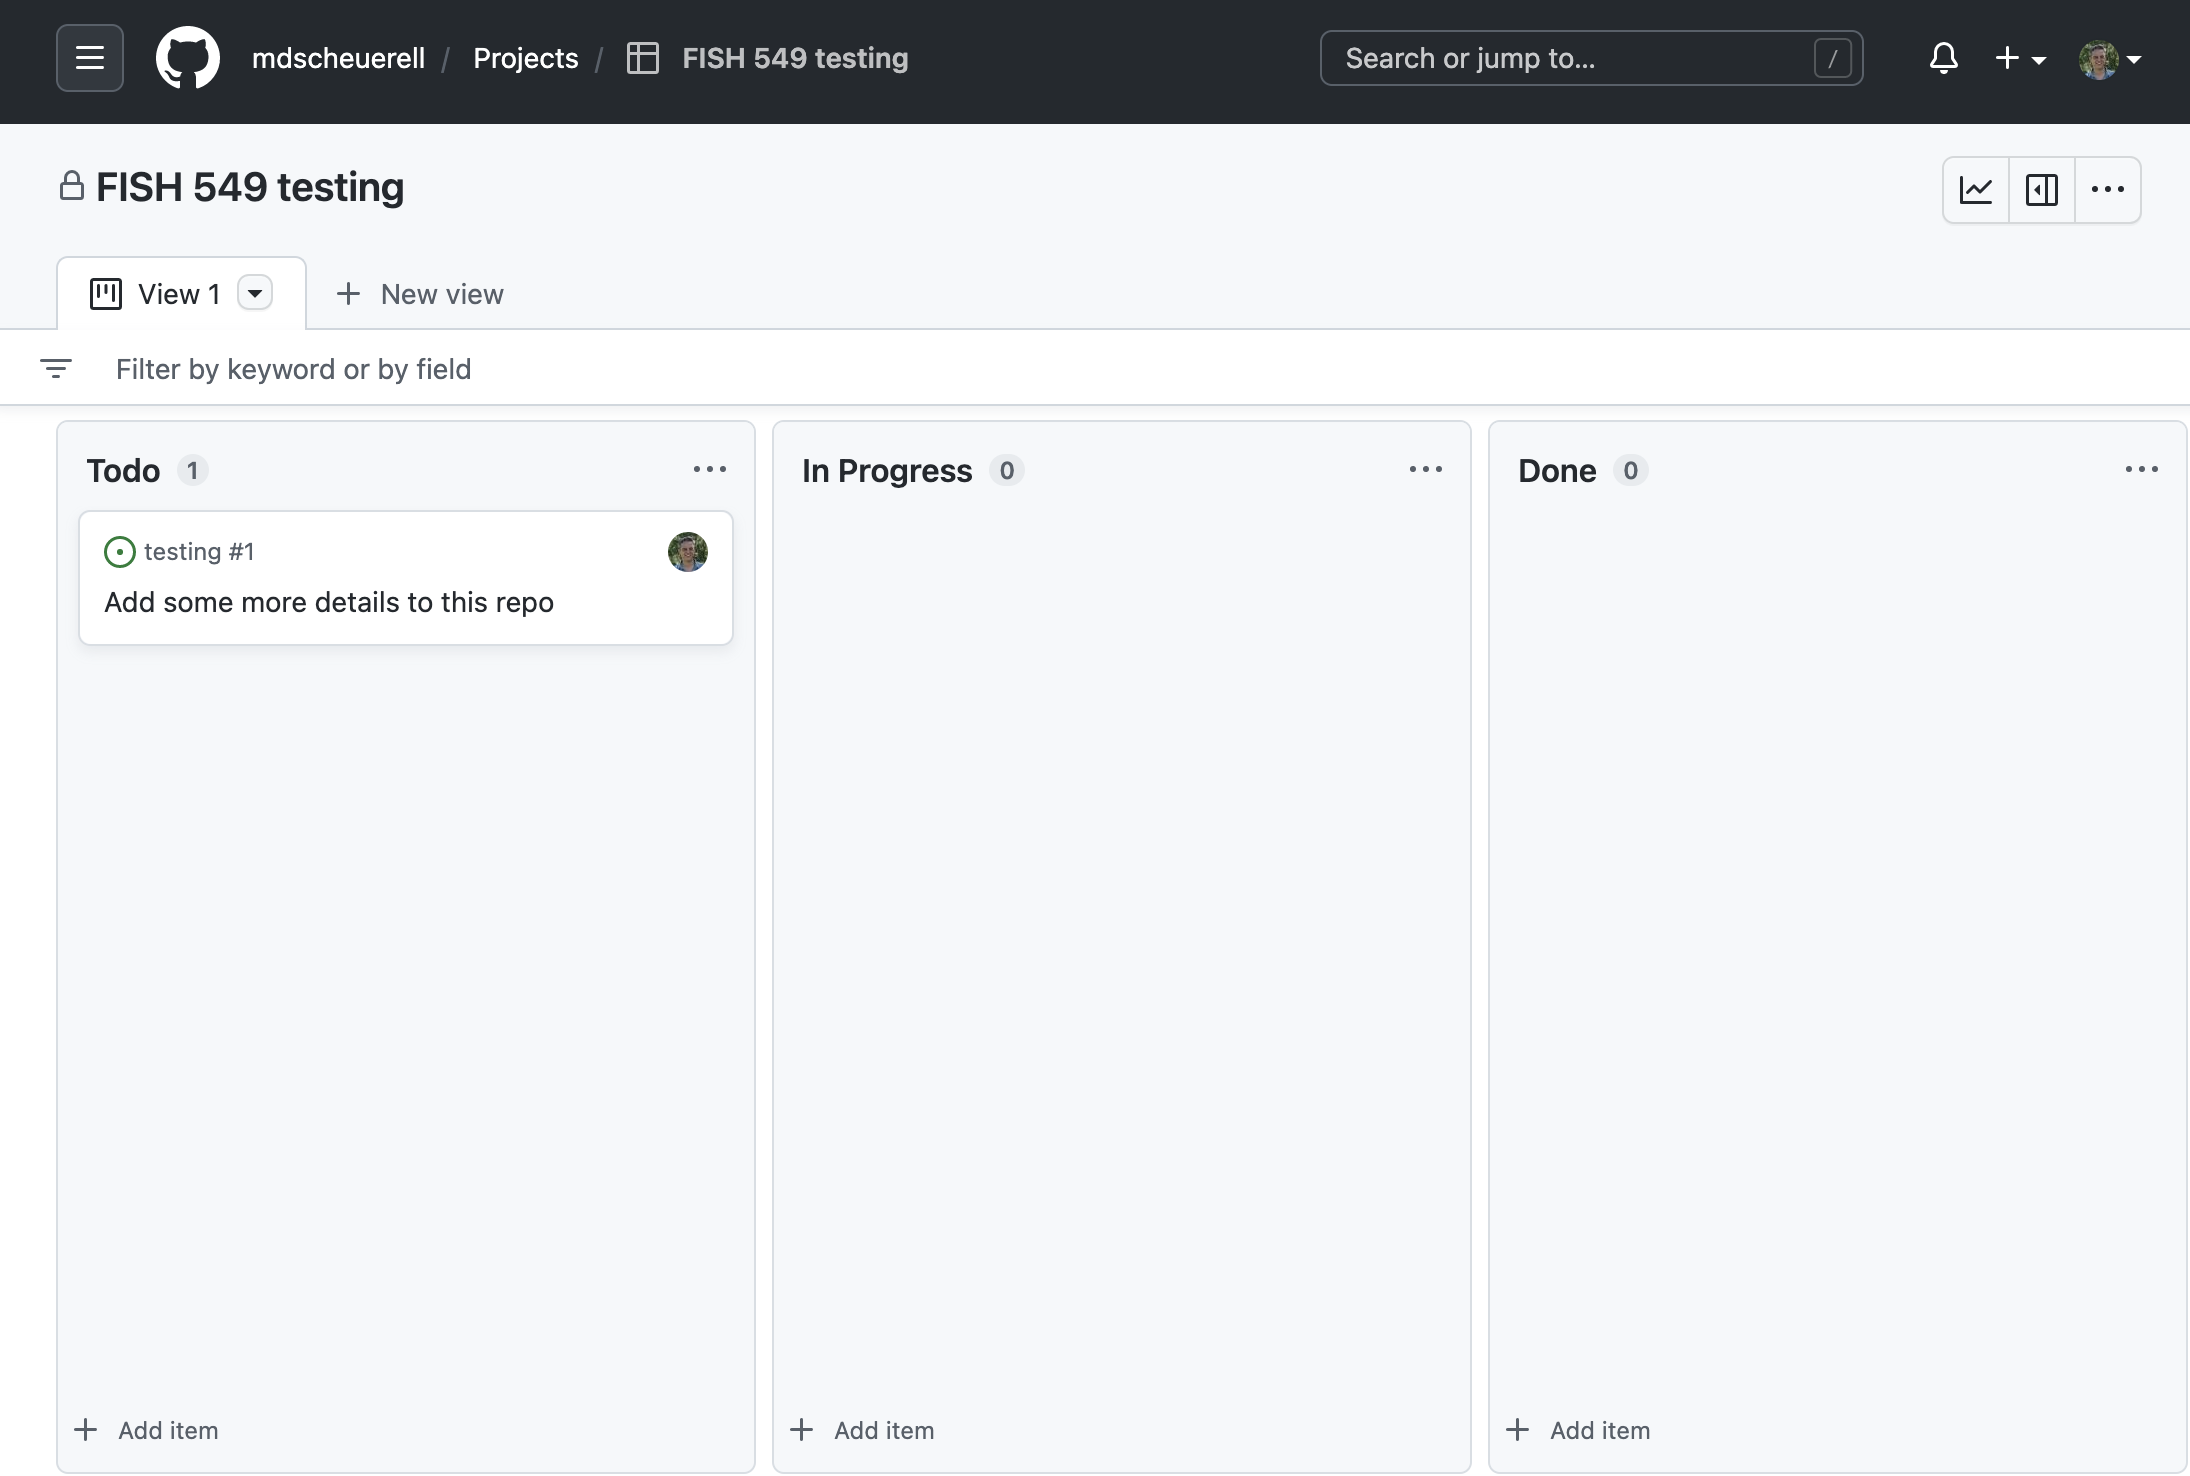 mdscheuerell / Projects / FISH 549 testing
Search or jump to... /
FISH 549 testing
View 1
New view
Filter by keyword or by field
Todo 1
testing #1
Add some more details to this repo
Add item
In Progress 0
Add item
Done 0
Add item